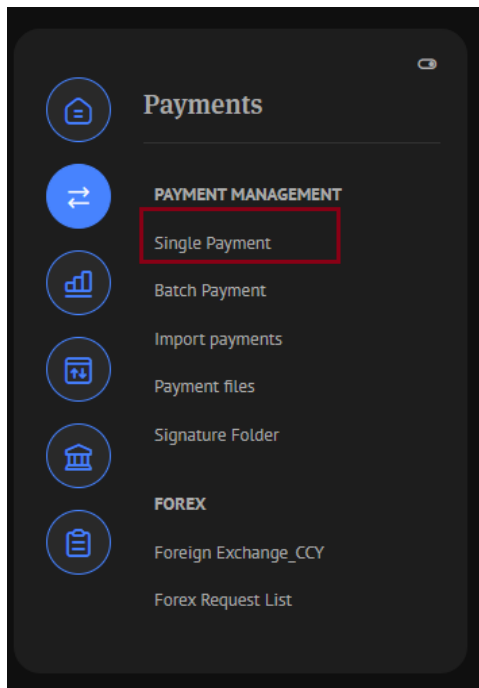 Payments
PAYMENT MANAGEMENT
Single Payment
Batch Payment
Import payments
Payment files
Signature Folder
FOREX
Foreign Exchange_CCY
Forex Request List